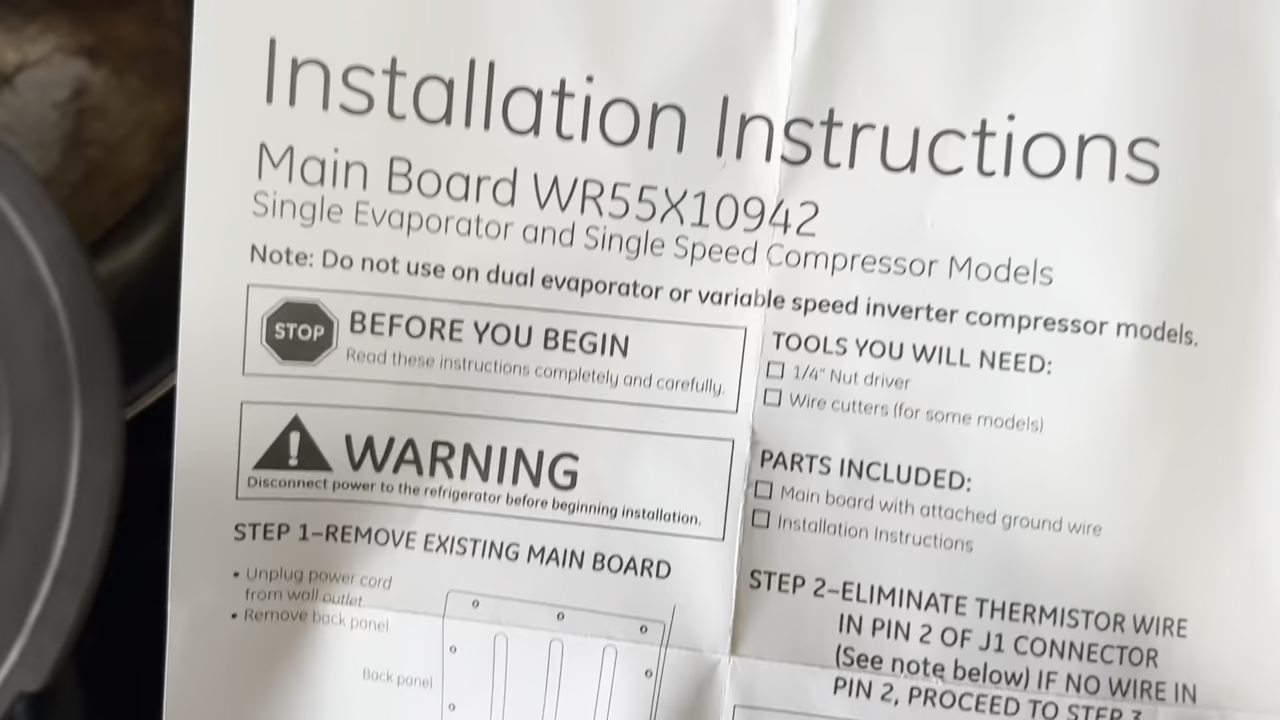 Installation Instructions
Main Board WR55X10942
Single Evaporator and Single Speed Compressor Models
Note: Do not use on dual evaporator or variable speed inverter compressor models.
STOP
BEFORE YOU BEGIN
Read these instructions completely and carefully.
WARNING
Disconnect power to the refrigerator before beginning installation.
STEP 1–REMOVE EXISTING MAIN BOARD
• Unplug power cord
from wall outlet
• Remove back panel
Back panel
TOOLS YOU WILL NEED:
1/4" Nut driver
Wire cutters (for some models)
PARTS INCLUDED:
Main board with attached ground wire
Installation Instructions
STEP 2–ELIMINATE THERMISTOR WIRE
IN PIN 2 OF J1 CONNECTOR
(See note below) IF NO WIRE IN
PIN 2, PROCEED TO STEP 3